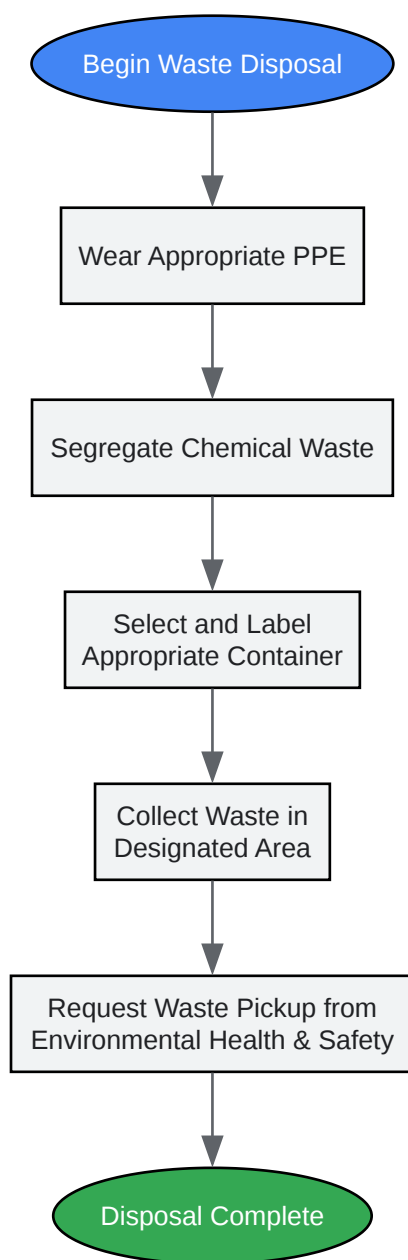 Begin Waste Disposal
Wear Appropriate PPE
Segregate Chemical Waste
Select and Label
Appropriate Container
Collect Waste in
Designated Area
Request Waste Pickup from
Environmental Health & Safety
Disposal Complete